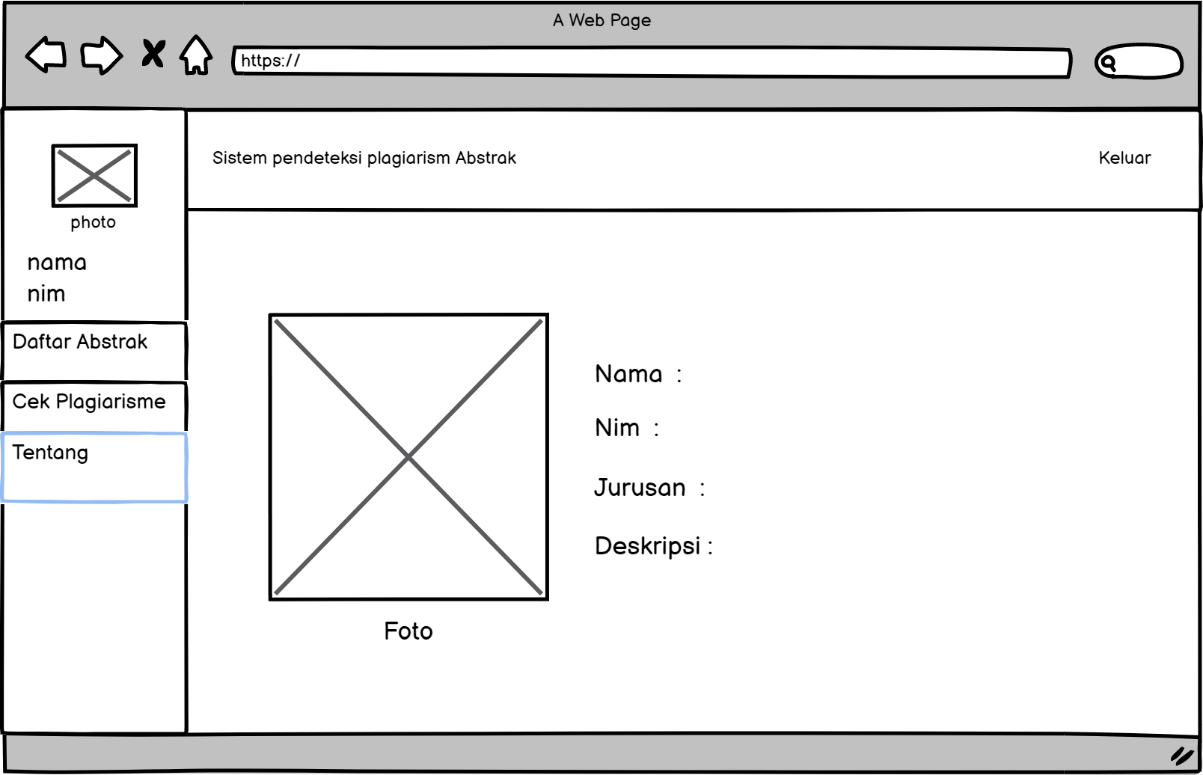 A Web Page
https://
Sistem pendeteksi plagiarism Abstrak
Keluar
photo
nama
nim
Daftar Abstrak
Cek Plagiarisme
Tentang
Nama :
Nim :
Jurusan :
Deskripsi :
Foto